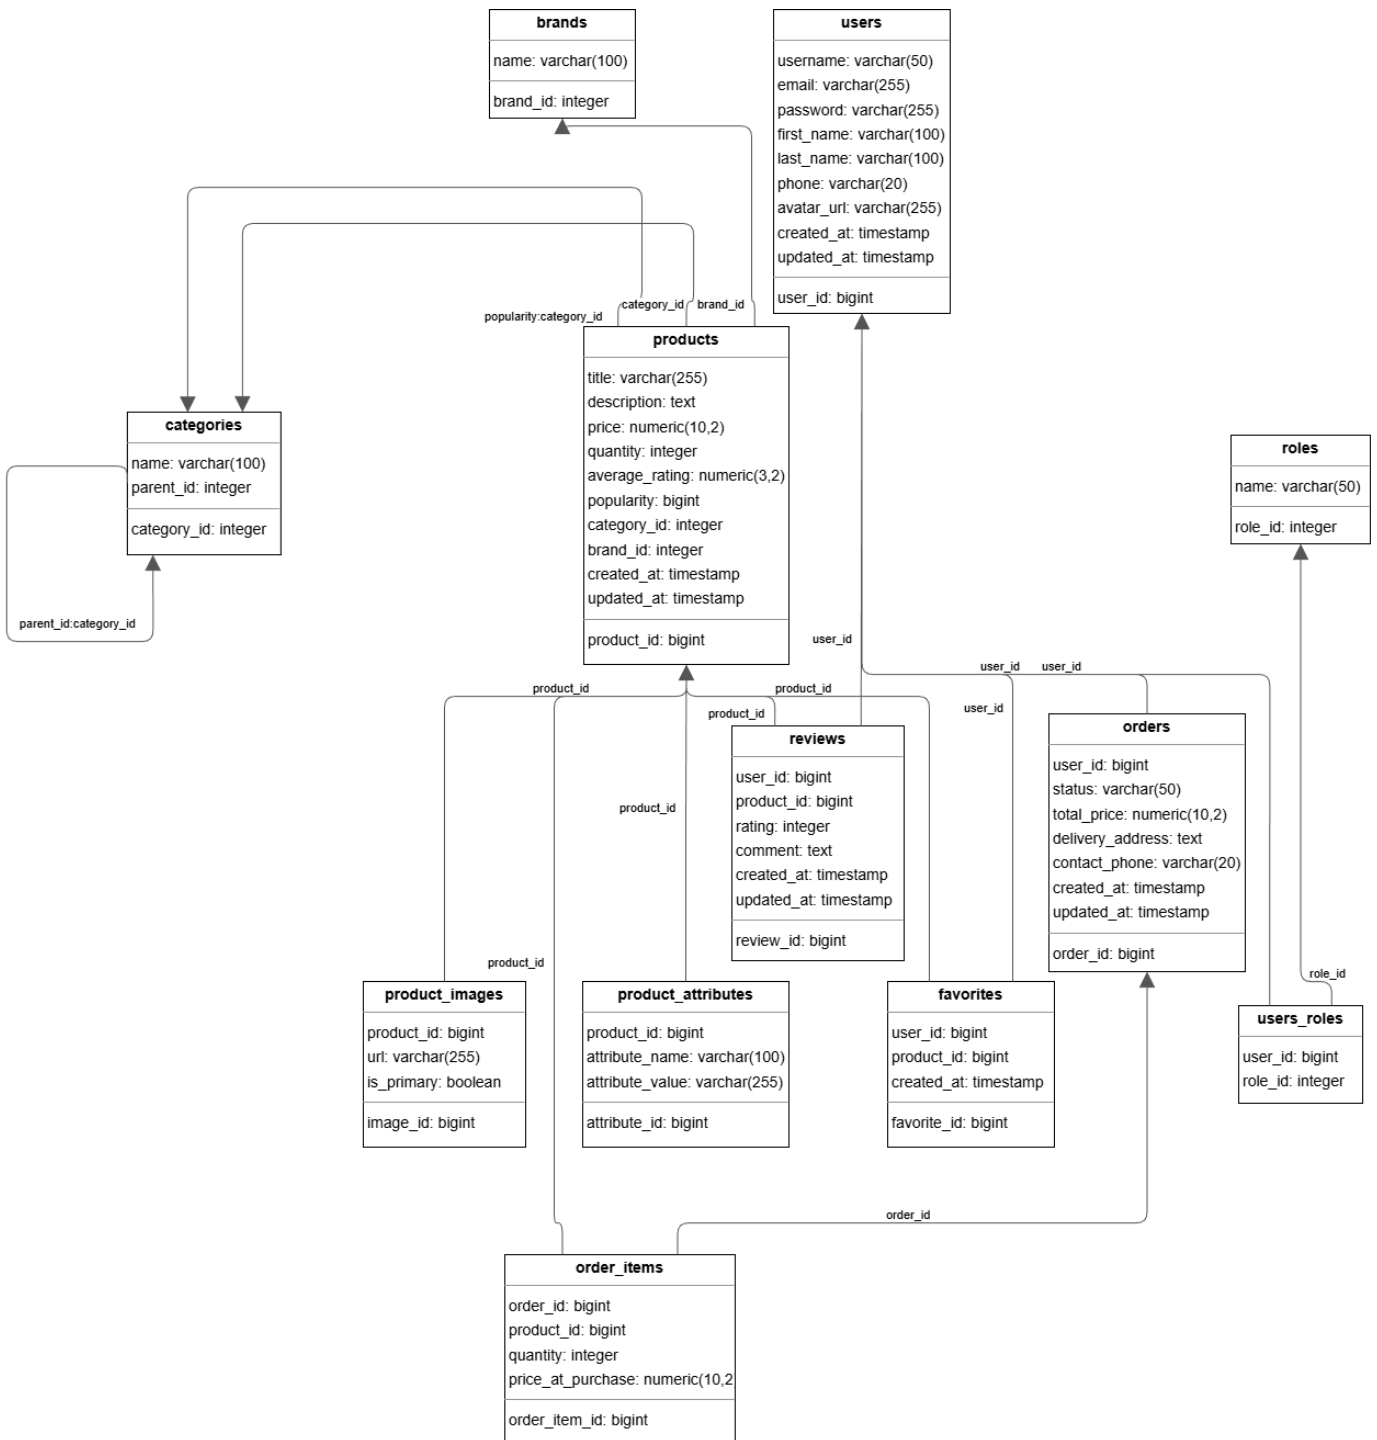 brands
name: varchar(100)
brand_id: integer
users
username: varchar(50)
email: varchar(255)
password: varchar(255)
first_name: varchar(100)
last_name: varchar(100)
phone: varchar(20)
avatar_url: varchar(255)
created_at: timestamp
updated_at: timestamp
user_id: bigint
popularity:category_id
category_id
brand_id
products
title: varchar(255)
description: text
price: numeric(10,2)
quantity: integer
average_rating: numeric(3,2)
popularity: bigint
category_id: integer
brand_id: integer
created_at: timestamp
updated_at: timestamp
product_id: bigint
categories
name: varchar(100)
parent_id: integer
category_id: integer
parent_id:category_id
roles
name: varchar(50)
role_id: integer
user_id
user_id
user_id
user_id
product_id
product_id
product_id
product_id
product_id
reviews
user_id: bigint
product_id: bigint
rating: integer
comment: text
created_at: timestamp
updated_at: timestamp
review_id: bigint
orders
user_id: bigint
status: varchar(50)
total_price: numeric(10,2)
delivery_address: text
contact_phone: varchar(20)
created_at: timestamp
updated_at: timestamp
order_id: bigint
role_id
product_images
product_id: bigint
url: varchar(255)
is_primary: boolean
image_id: bigint
product_attributes
product_id: bigint
attribute_name: varchar(100)
attribute_value: varchar(255)
attribute_id: bigint
favorites
user_id: bigint
product_id: bigint
created_at: timestamp
favorite_id: bigint
users_roles
user_id: bigint
role_id: integer
order_id
order_items
order_id: bigint
product_id: bigint
quantity: integer
price_at_purchase: numeric(10,2
order_item_id: bigint